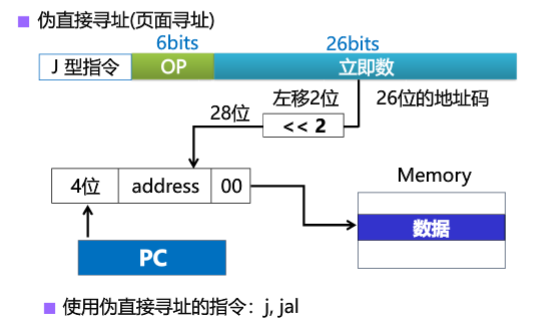 伪直接寻址(页面寻址)
6bits 26bits
J 型指令 OP 立即数
左移2位 26位的地址码
28位 << 2
4位 address 00
Memory
数据
PC
使用伪直接寻址的指令：j, jal